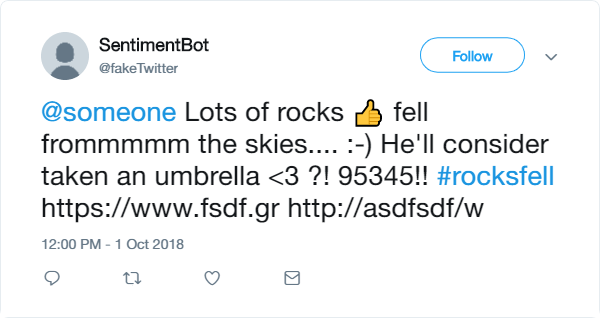 SentimentBot
@fakeTwitter
Follow
@someone Lots of rocks 👍 fell
frommmmm the skies.... :-) He'll consider
taken an umbrella <3 ?! 95345!! #rocksfell
https://www.fsdf.gr http://asdfsdf/w
12:00 PM - 1 Oct 2018